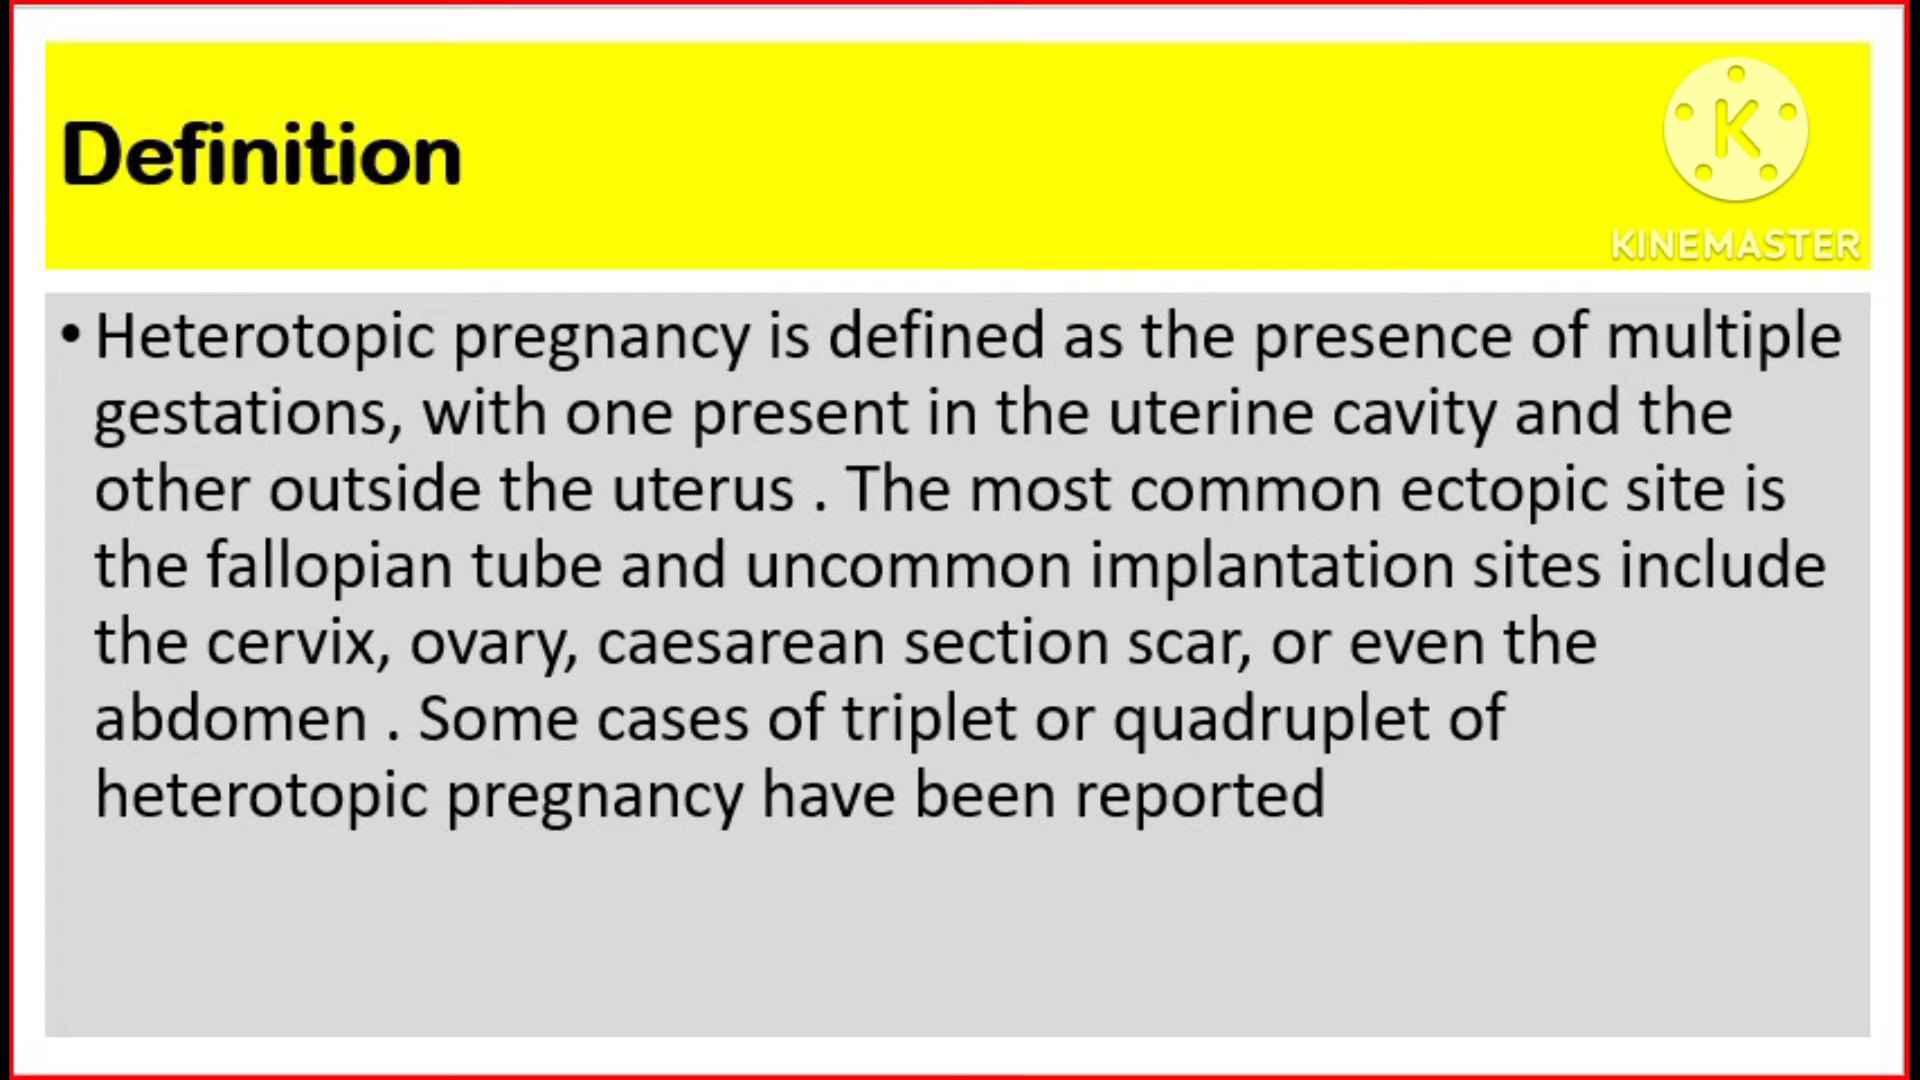 Definition
K
KINEMASTER
• Heterotopic pregnancy is defined as the presence of multiple
gestations, with one present in the uterine cavity and the
other outside the uterus . The most common ectopic site is
the fallopian tube and uncommon implantation sites include
the cervix, ovary, caesarean section scar, or even the
abdomen . Some cases of triplet or quadruplet of
heterotopic pregnancy have been reported